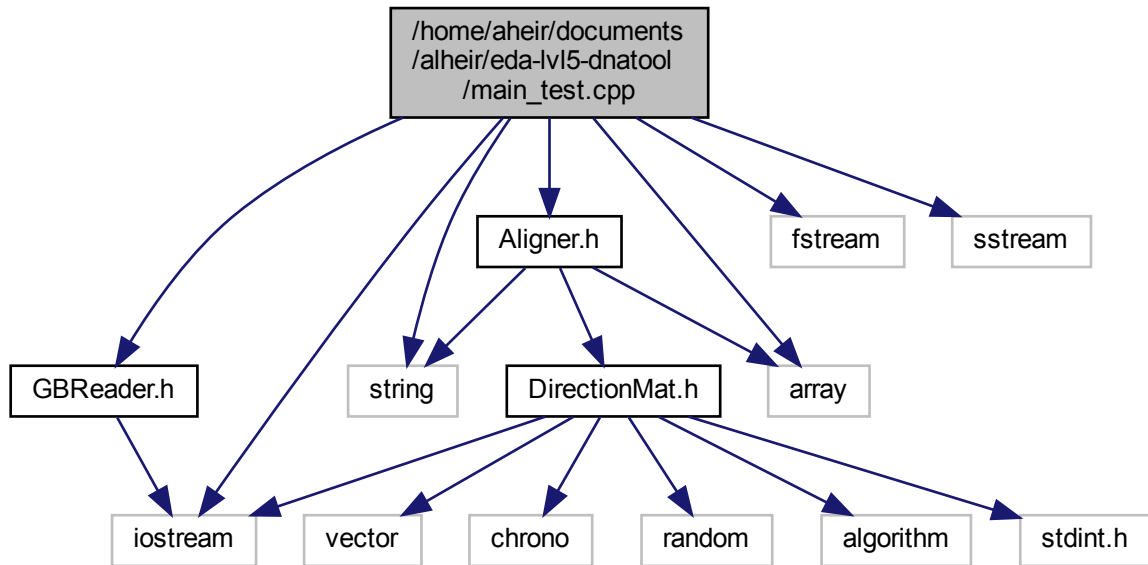 /home/aheir/documents
/alheir/eda-lvl5-dnatool
/main_test.cpp
Aligner.h
fstream
sstream
GBReader.h
string
DirectionMat.h
array
iostream
vector
chrono
random
algorithm
stdint.h